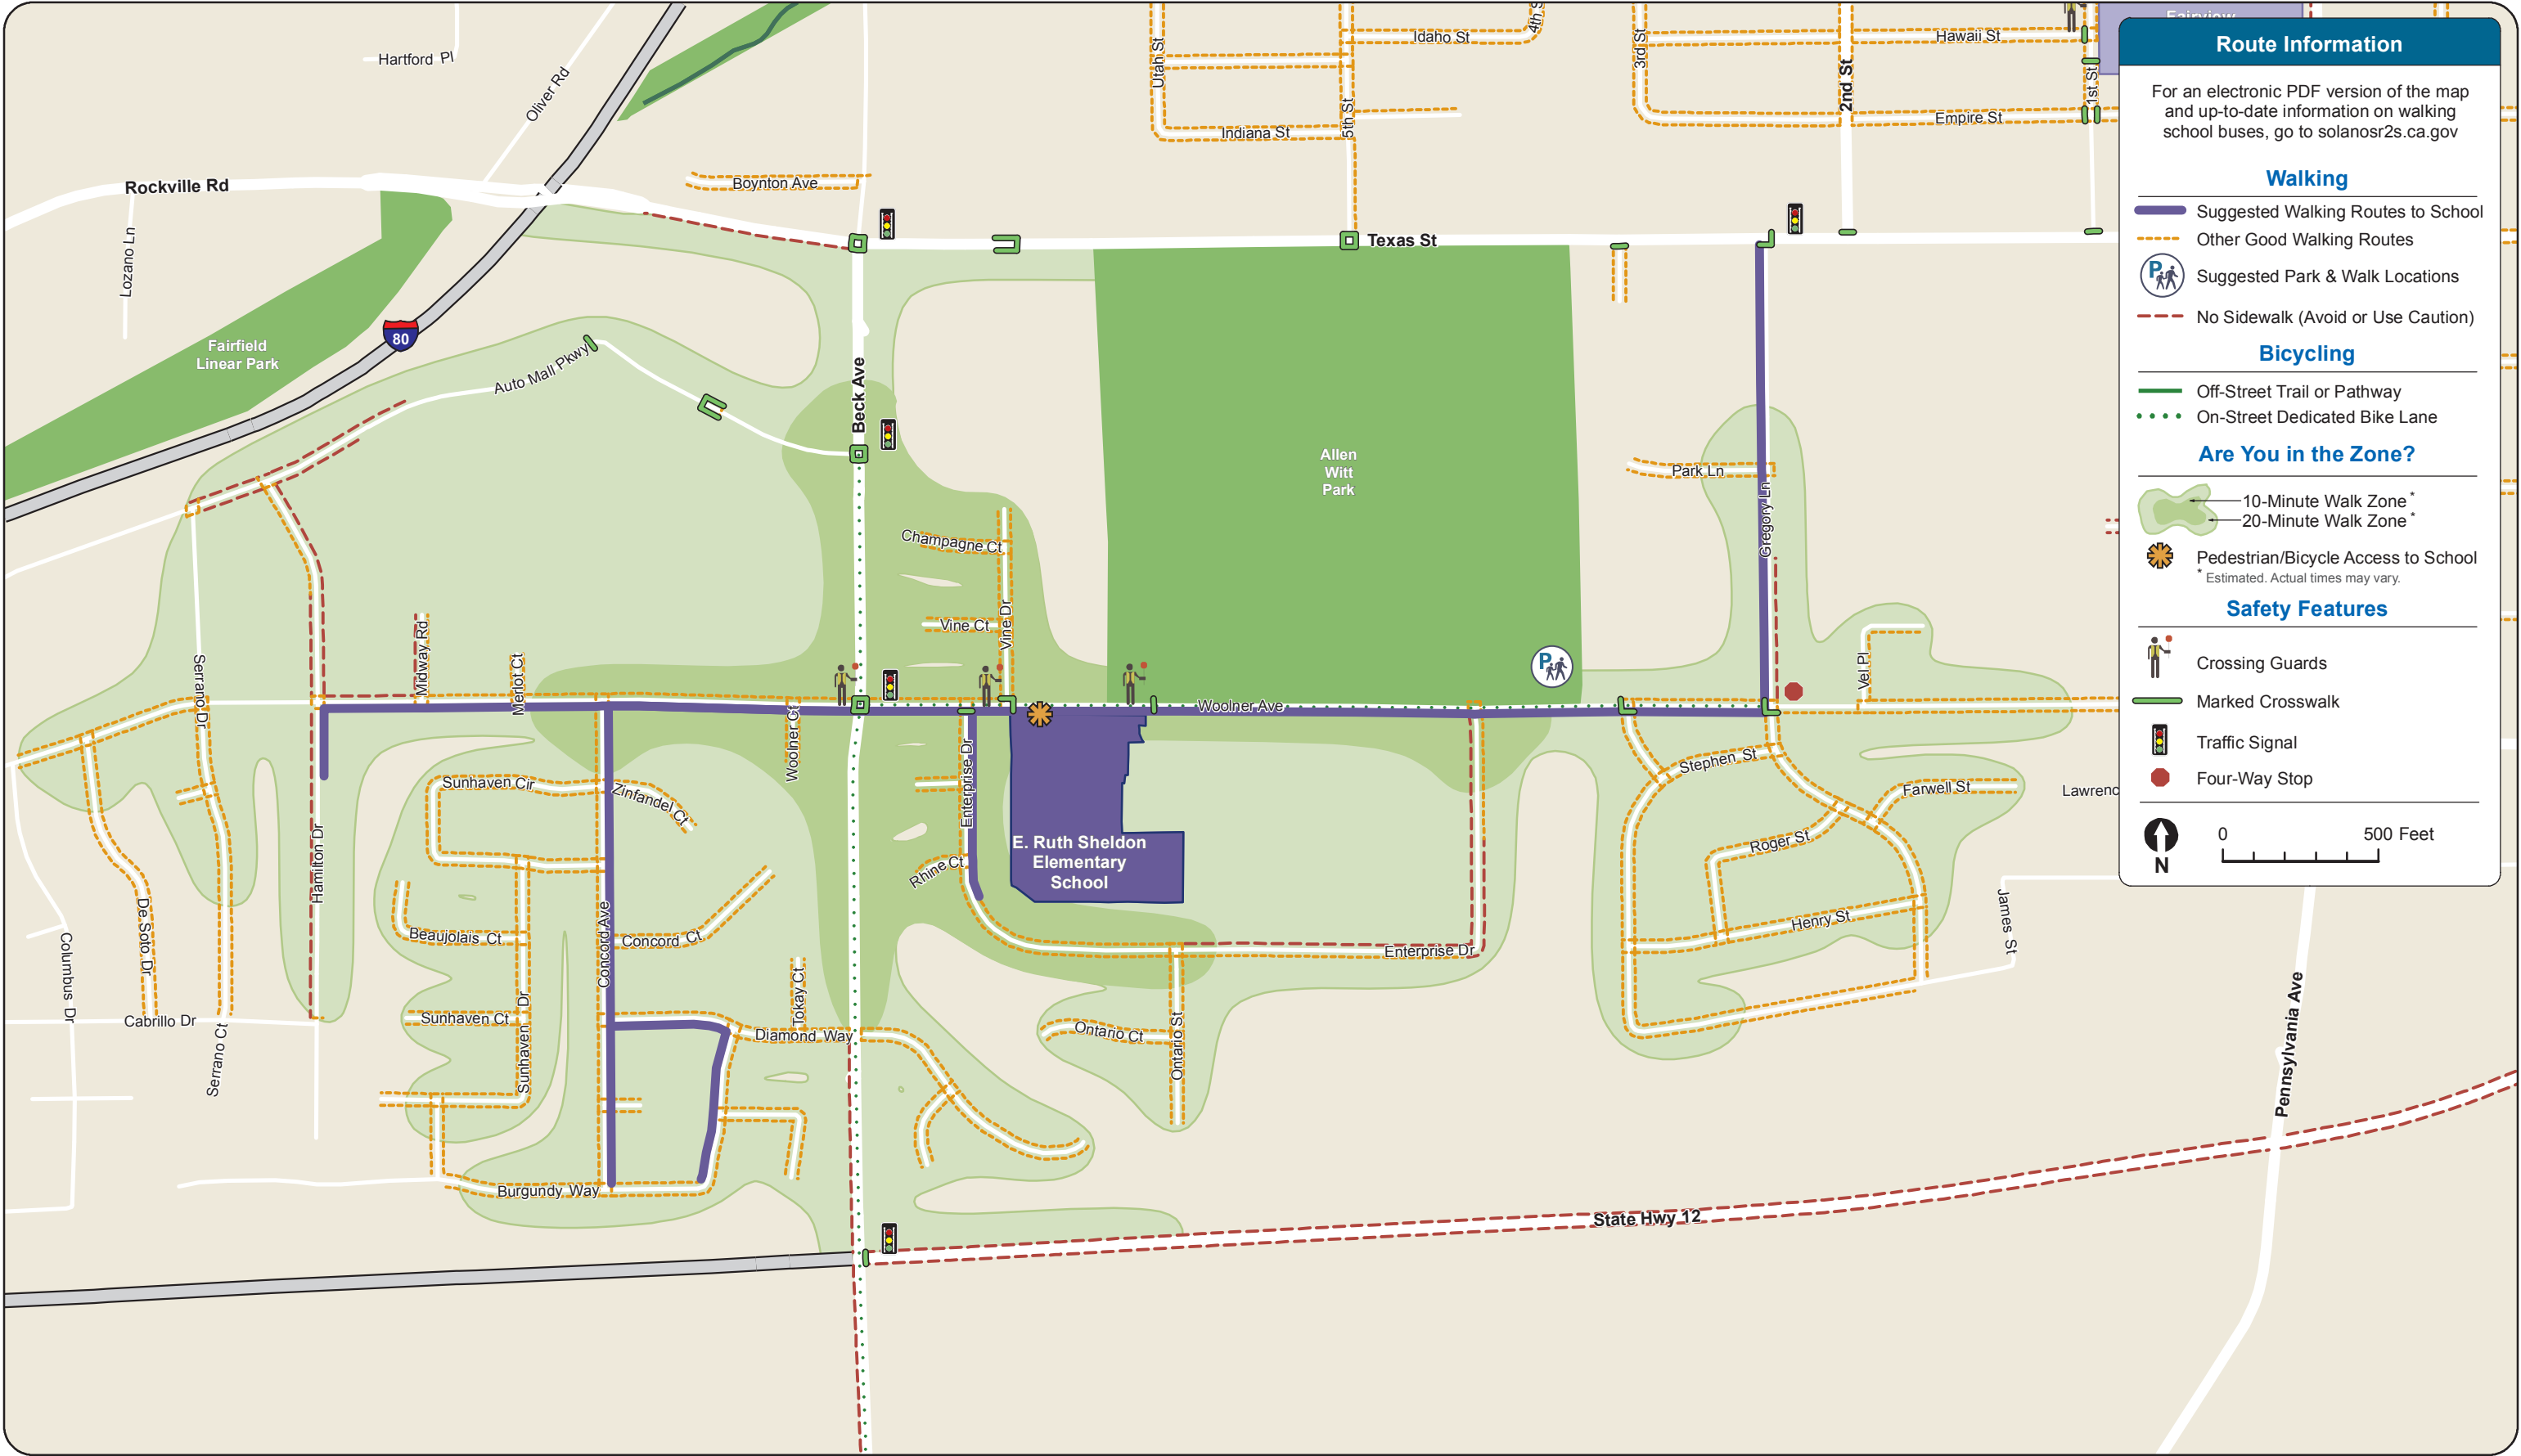 Hartford Pl
Oliver Rd
Utah St
Idaho St
4th S
3rd St
2nd St
Hawaii St
1st St
Fairview
Indiana St
5th St
Empire St
Rockville Rd
Boynton Ave
Texas St
Lozano Ln
80
Fairfield
Linear Park
Auto Mall Pkwy
Beck Ave
Allen
Witt
Park
Park Ln
Gregory Ln
Champagne Ct
Vine Ct
Vine Dr
Serrano Dr
Midway Rd
Merlot Ct
Woolner Ct
Woolner Ave
P
Vel Pl
Enterprise Dr
Sunhaven Cir
Zinfandel Ct
Stephen St
Farwell St
Lawrenc
Hamilton Dr
E. Ruth Sheldon
Elementary
School
Rhine Ct
Roger St
De Soto Dr
Columbus Dr
Beaujolais Ct
Concord Ave
Concord Ct
Enterprise Dr
Henry St
James St
Cabrillo Dr
Serrano Ct
Sunhaven Ct
Sunhaven Dr
Tokay Ct
Diamond Way
Ontario Ct
Ontario St
Pennsylvania Ave
Burgundy Way
State Hwy 12
Route Information
For an electronic PDF version of the map
and up-to-date information on walking
school buses, go to solanosr2s.ca.gov
Walking
Suggested Walking Routes to School
Other Good Walking Routes
P
Suggested Park & Walk Locations
No Sidewalk (Avoid or Use Caution)
Bicycling
Off-Street Trail or Pathway
On-Street Dedicated Bike Lane
Are You in the Zone?
10-Minute Walk Zone *
20-Minute Walk Zone *
Pedestrian/Bicycle Access to School
* Estimated. Actual times may vary.
Safety Features
Crossing Guards
Marked Crosswalk
Traffic Signal
Four-Way Stop
0 500 Feet
N